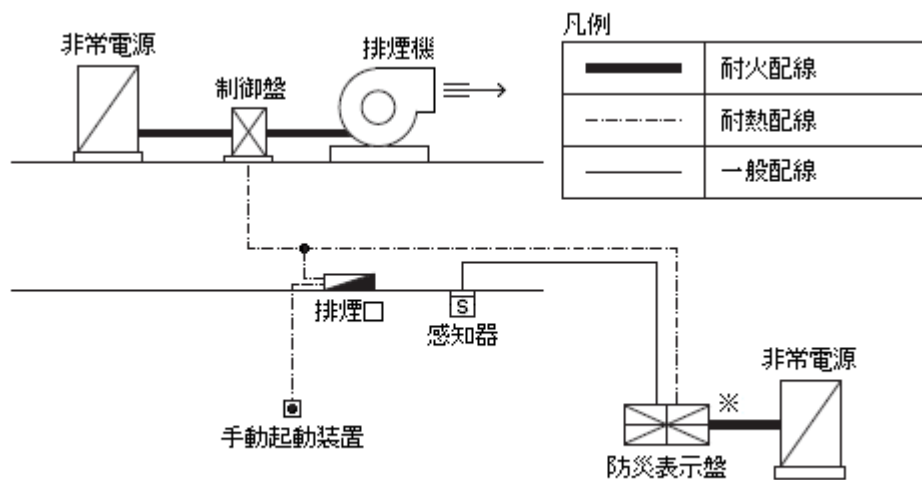 非常電源
制御盤
排煙機
凡例
耐火配線
耐熱配線
一般配線
排煙口
S
感知器
手動起動装置
※
防災表示盤
非常電源